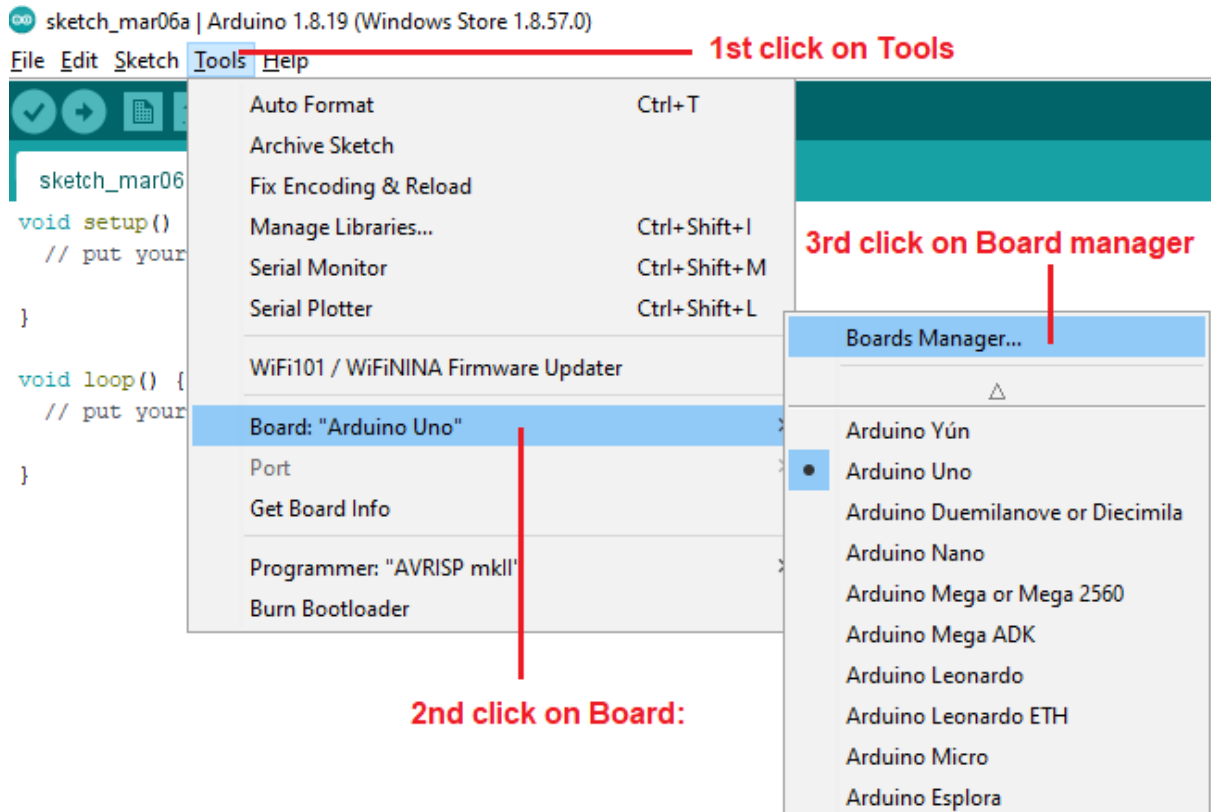 sketch_mar06a | Arduino 1.8.19 (Windows Store 1.8.57.0)
1st click on Tools
File Edit Sketch Tools Help
Auto Format Ctrl+T
Archive Sketch
sketch_mar06
Fix Encoding & Reload
void setup()
Manage Libraries... Ctrl+Shift+I
// put your
Serial Monitor Ctrl+Shift+M
3rd click on Board manager
}
Serial Plotter Ctrl+Shift+L
Boards Manager...
WiFi101 / WiFiNINA Firmware Updater
void loop() {
// put your
Board: "Arduino Uno"
Arduino Yún
}
Port
Arduino Uno
Get Board Info
Arduino Duemilanove or Diecimila
Arduino Nano
Programmer: "AVRISP mkII"
Arduino Mega or Mega 2560
Burn Bootloader
Arduino Mega ADK
Arduino Leonardo
2nd click on Board:
Arduino Leonardo ETH
Arduino Micro
Arduino Esplora